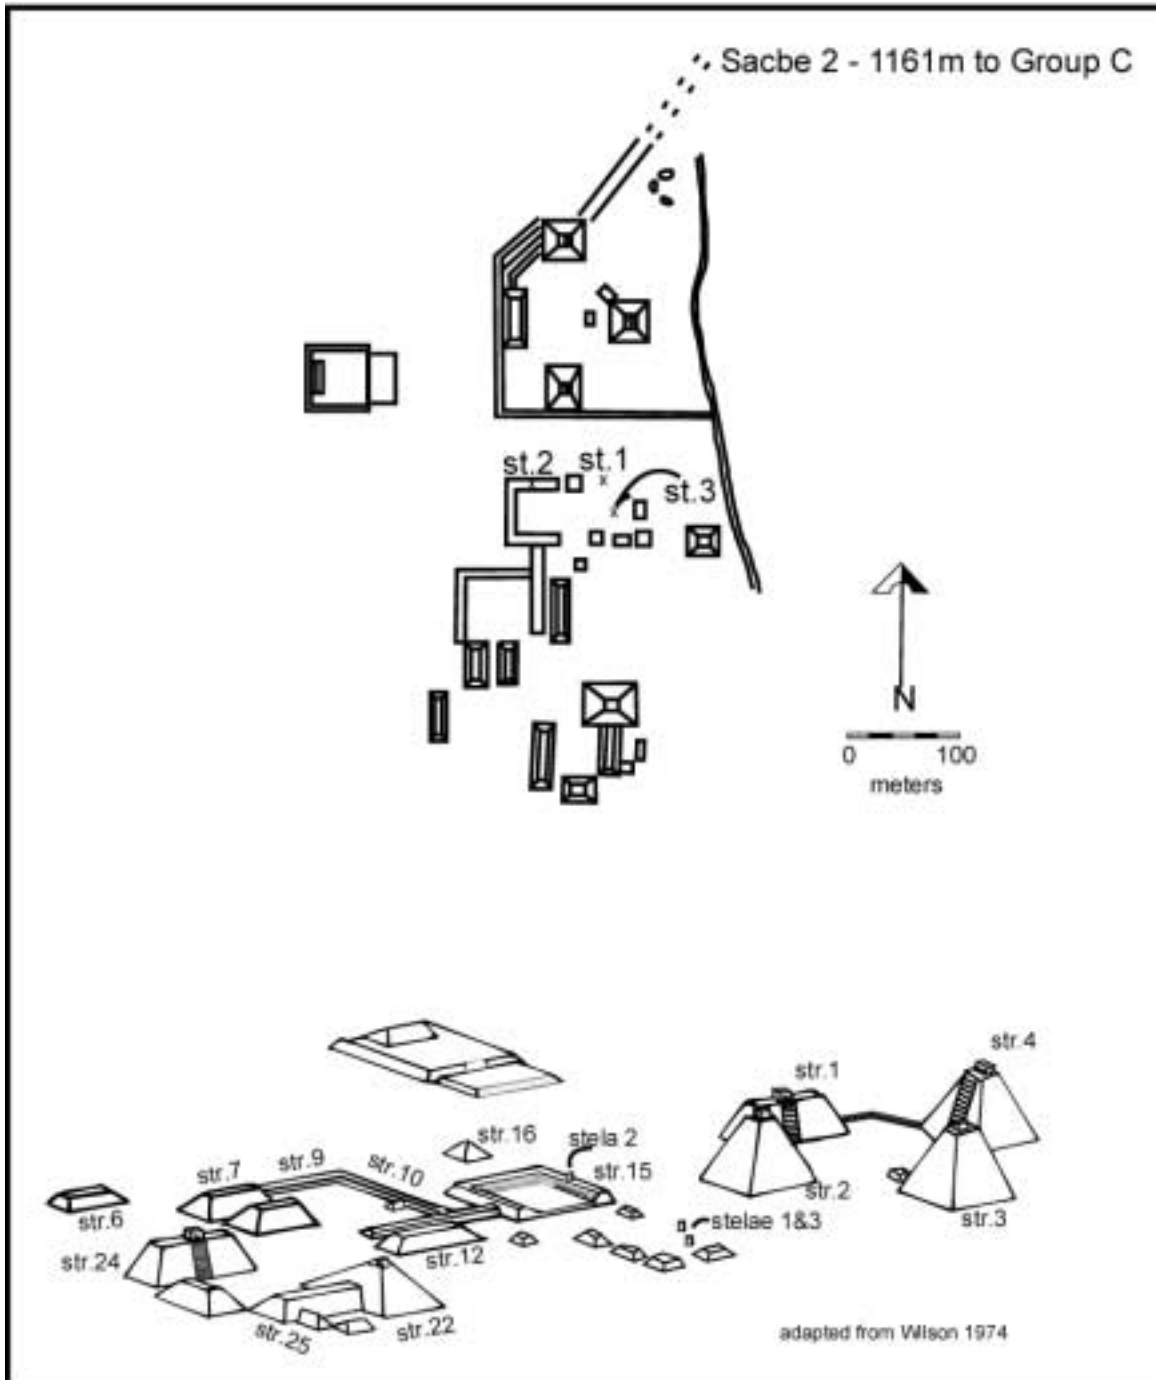 Sacbe 2 - 1161m to Group C
st.2
st.1
st.3
N
0 100
meters
str.4
str.1
str.16
stela 2
str.7
str.9
str.10
str.15
str.6
str.2
str.3
stelae 1&3
str.24
str.12
str.25
str.22
adapted from Wilson 1974